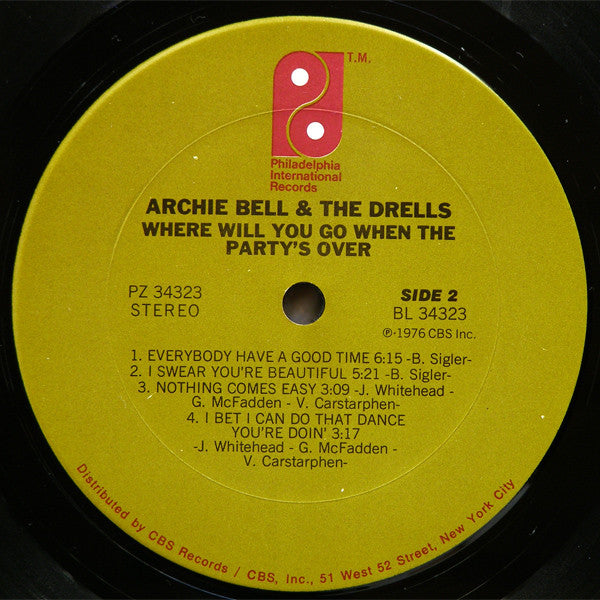 T.M.
Philadelphia
International
Records
ARCHIE BELL & THE DRELLS
WHERE WILL YOU GO WHEN THE
PARTY'S OVER
PZ 34323
STEREO
SIDE 2
BL 34323
℗-1976 CBS Inc.
1. EVERYBODY HAVE A GOOD TIME 6:15 -B. Sigler-
2. I SWEAR YOU'RE BEAUTIFUL 5:21 -B. Sigler-
3. NOTHING COMES EASY 3:09 -J. Whitehead -
G. McFadden - V. Carstarphen-
4. I BET I CAN DO THAT DANCE
YOU'RE DOIN' 3:17
-J. Whitehead - G. McFadden -
V. Carstarphen-
Distributed by CBS Records / CBS, Inc., 51 West 52 Street, New York City